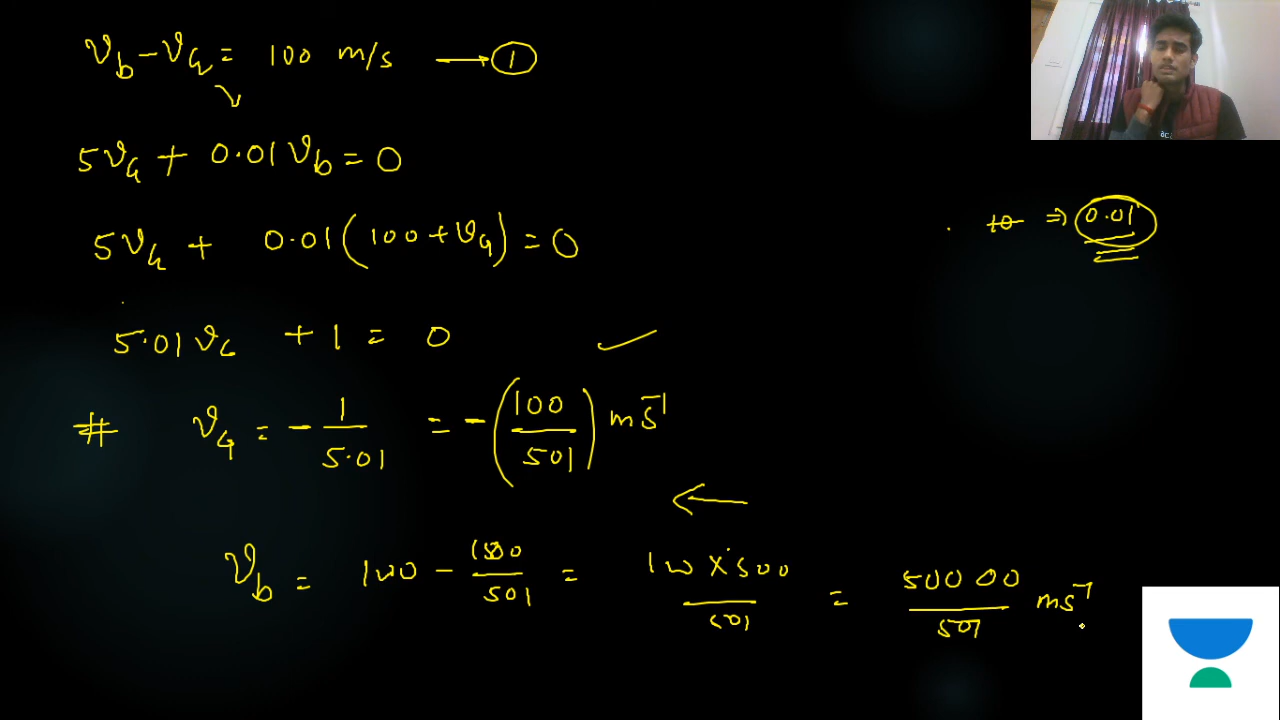 v_b - v_G = 100 m/s → ①
5v_G + 0.01 v_b = 0
10 ⇒ 0.01
5v_G + 0.01 (100 + v_G) = 0
5.01 v_G + 1 = 0 ✓
# v_G = - 1/5.01 = - (100/501) ms⁻¹
←
v_b = 100 - 100/501 = 100 × 500/501 = 50000/501 ms⁻¹